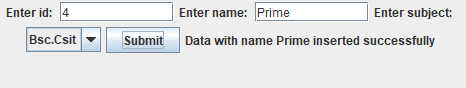 Enter id: 4 Enter name: Prime Enter subject:
Bsc.Csit Submit Data with name Prime inserted successfully